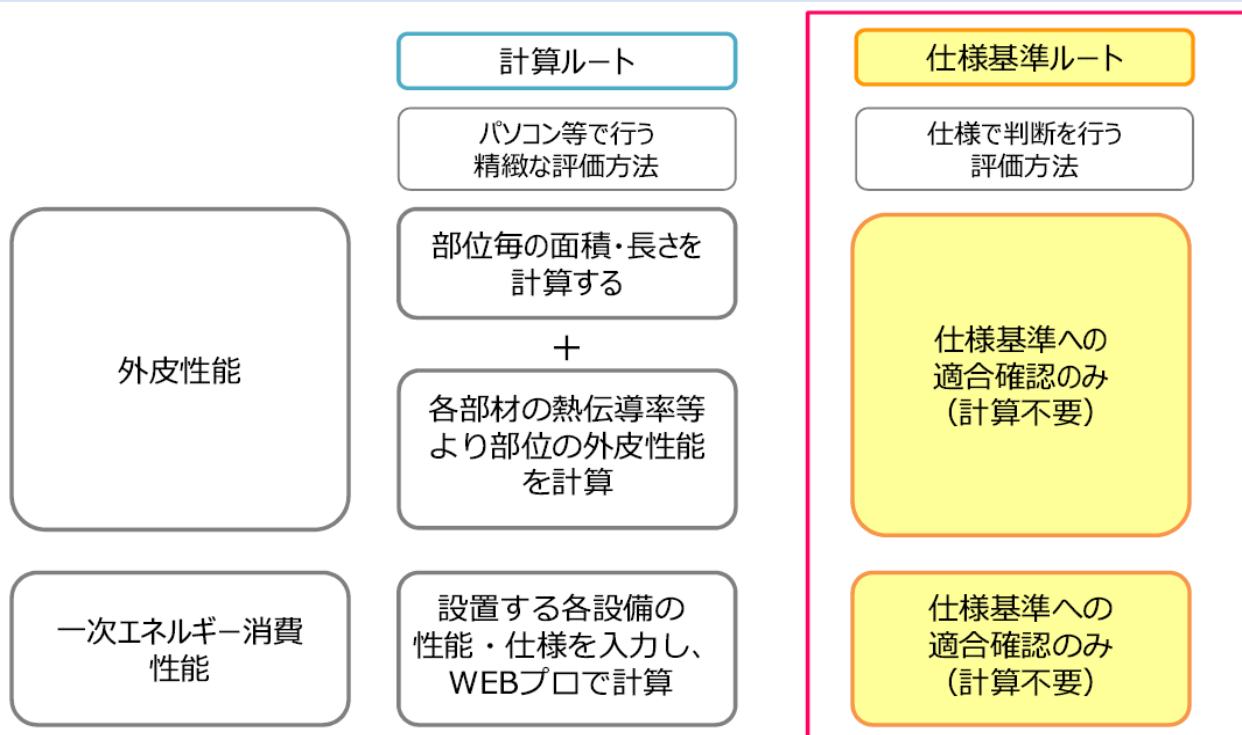 計算ルート
仕様基準ルート
パソコン等で行う
精緻な評価方法
仕様で判断を行う
評価方法
外皮性能
部位毎の面積・長さを
計算する
＋
各部材の熱伝導率等
より部位の外皮性能
を計算
仕様基準への
適合確認のみ
（計算不要）
一次エネルギー消費
性能
設置する各設備の
性能・仕様を入力し、
WEBプロで計算
仕様基準への
適合確認のみ
（計算不要）